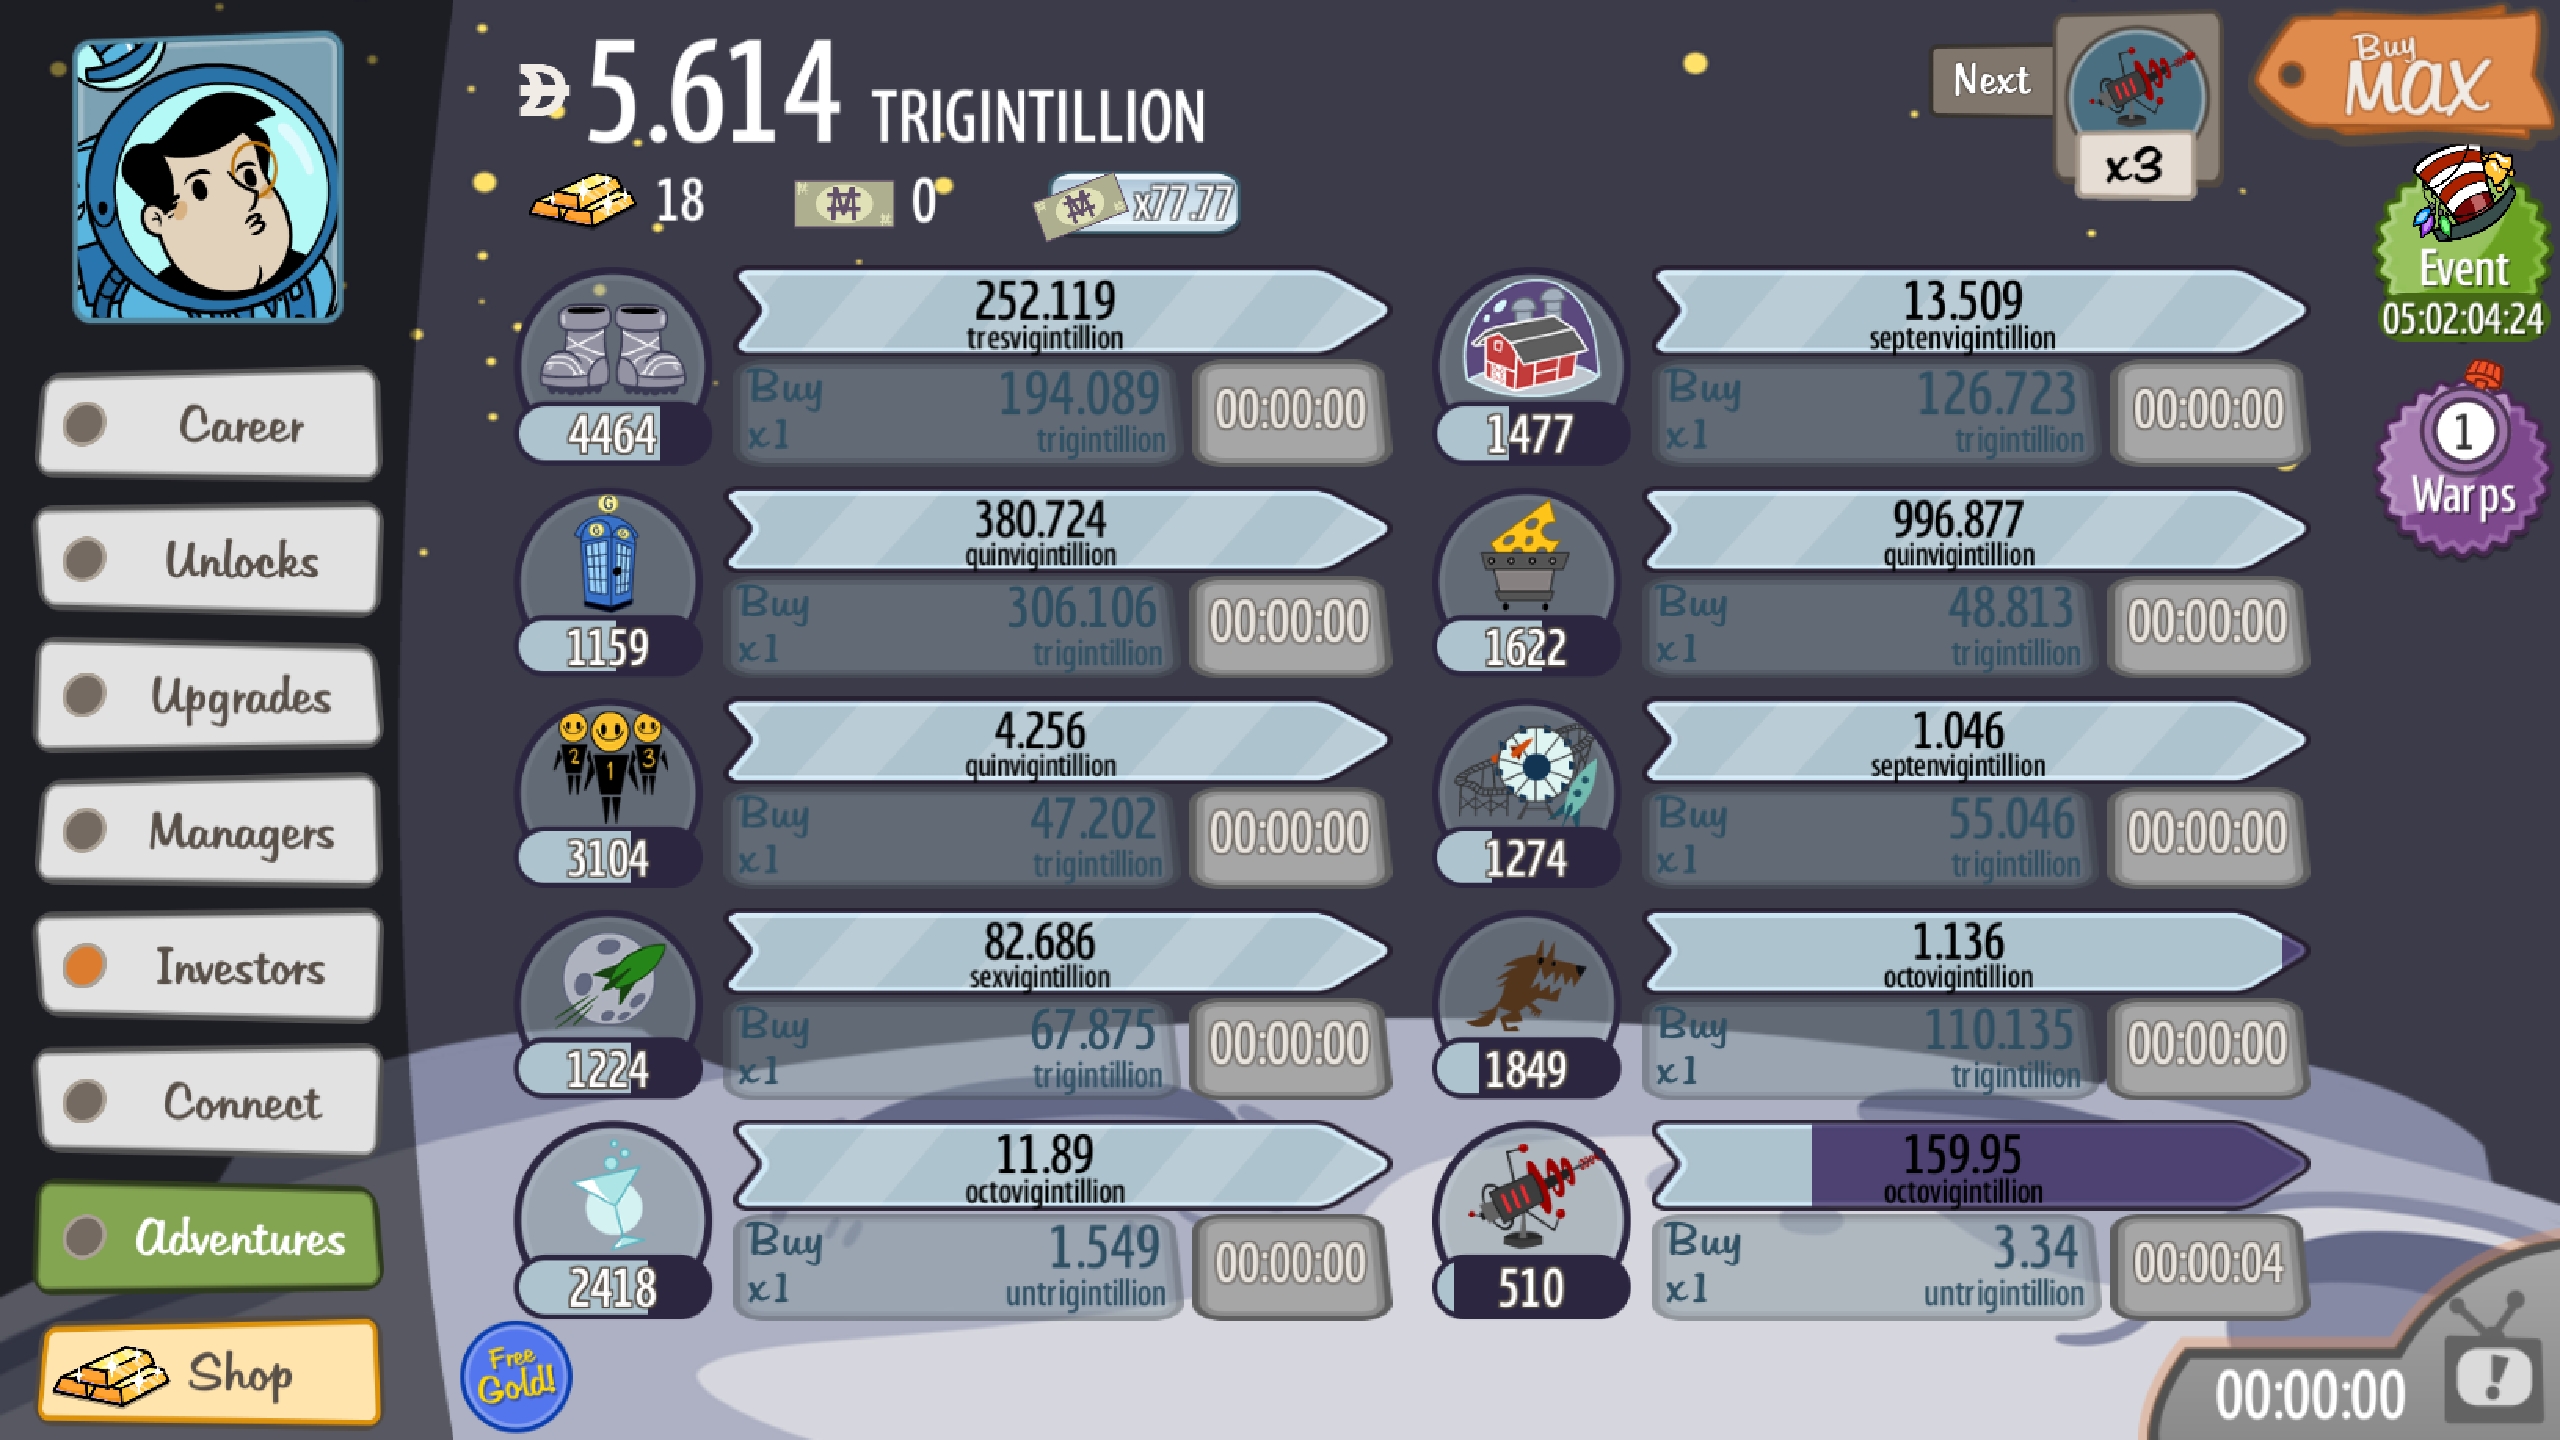 5.614 TRIGINTILLION
Next
x3
Buy
MAX
18
0
x77.77
Event
05:02:04:24
1
Warps
Career
Unlocks
Upgrades
Managers
Investors
Connect
Adventures
Shop
252.119
tresvigintillion
4464
Buy
x1
194.089
trigintillion
00:00:00
13.509
septenvigintillion
1477
Buy
x1
126.723
trigintillion
00:00:00
G
G G
380.724
quinvigintillion
1159
Buy
x1
306.106
trigintillion
00:00:00
996.877
quinvigintillion
1622
Buy
x1
48.813
trigintillion
00:00:00
2 1 3
4.256
quinvigintillion
3104
Buy
x1
47.202
trigintillion
00:00:00
1.046
septenvigintillion
1274
Buy
x1
55.046
trigintillion
00:00:00
82.686
sexvigintillion
1224
Buy
x1
67.875
trigintillion
00:00:00
1.136
octovigintillion
1849
Buy
x1
110.135
trigintillion
00:00:00
11.89
octovigintillion
2418
Buy
x1
1.549
untrigintillion
00:00:00
159.95
octovigintillion
510
Buy
x1
3.34
untrigintillion
00:00:04
Free
Gold!
00:00:00
!